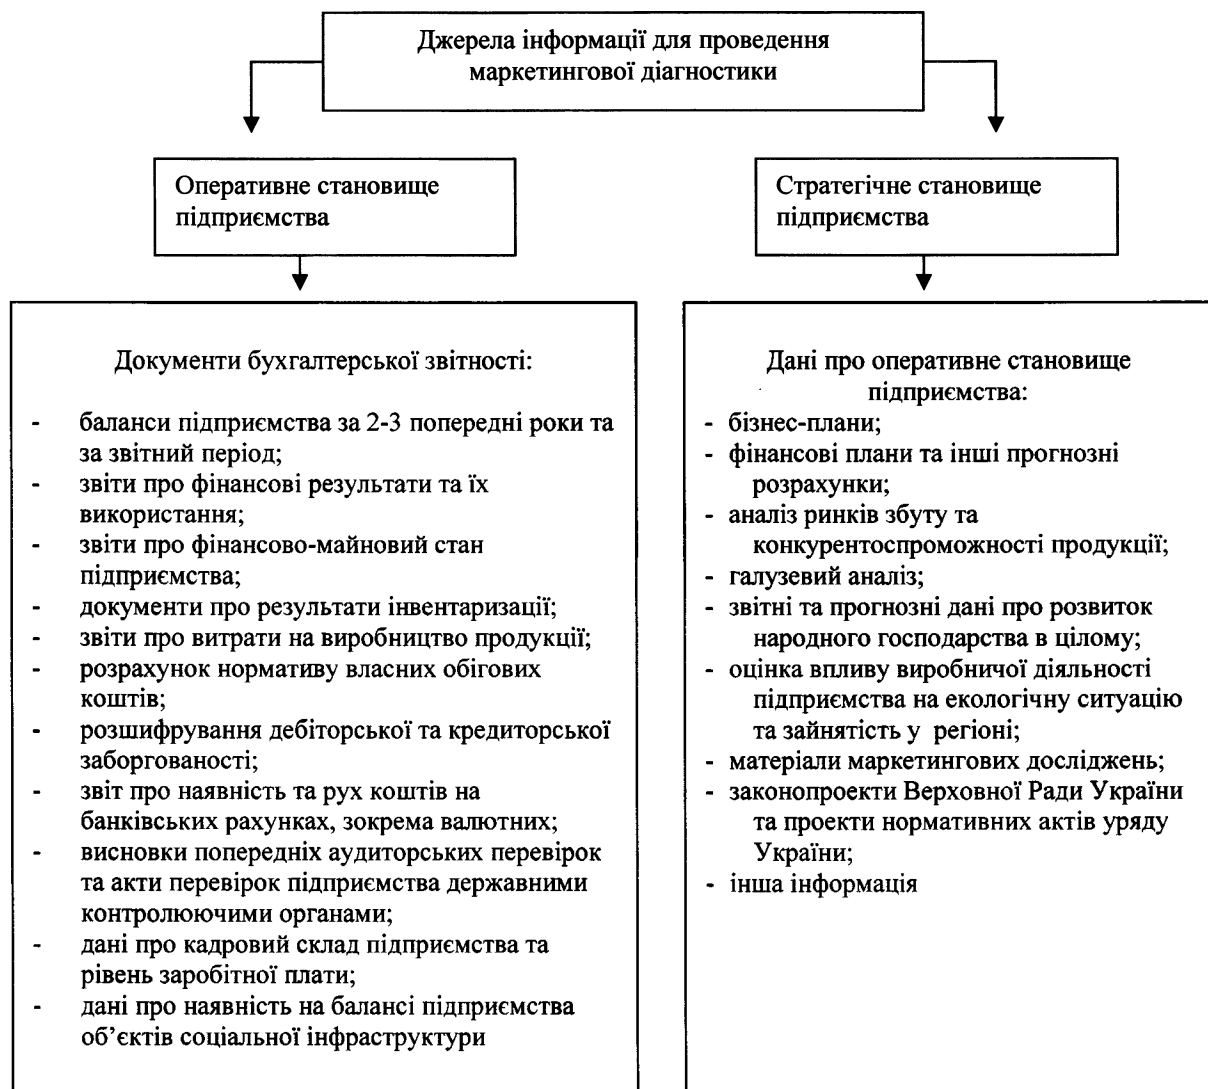 Джерела інформації для проведення
маркетингової діагностики
Оперативне становище
підприємства
Стратегічне становище
підприємства
Документи бухгалтерської звітності:
- баланси підприємства за 2-3 попередні роки та
за звітний період;
- звіти про фінансові результати та їх
використання;
- звіти про фінансово-майновий стан
підприємства;
- документи про результати інвентаризації;
- звіти про витрати на виробництво продукції;
- розрахунок нормативу власних обігових
коштів;
- розшифрування дебіторської та кредиторської
заборгованості;
- звіт про наявність та рух коштів на
банківських рахунках, зокрема валютних;
- висновки попередніх аудиторських перевірок
та акти перевірок підприємства державними
контролюючими органами;
- дані про кадровий склад підприємства та
рівень заробітної плати;
- дані про наявність на балансі підприємства
об’єктів соціальної інфраструктури
Дані про оперативне становище
підприємства:
- бізнес-плани;
- фінансові плани та інші прогнозні
розрахунки;
- аналіз ринків збуту та
конкурентоспроможності продукції;
- галузевий аналіз;
- звітні та прогнозні дані про розвиток
народного господарства в цілому;
- оцінка впливу виробничої діяльності
підприємства на екологічну ситуацію
та зайнятість у регіоні;
- матеріали маркетингових досліджень;
- законопроекти Верховної Ради України
та проекти нормативних актів уряду
України;
- інша інформація